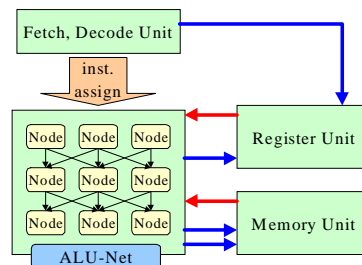 Fetch, Decode Unit
inst.
assign
Node Node Node
Register Unit
Node Node Node
Node Node Node
Memory Unit
ALU-Net